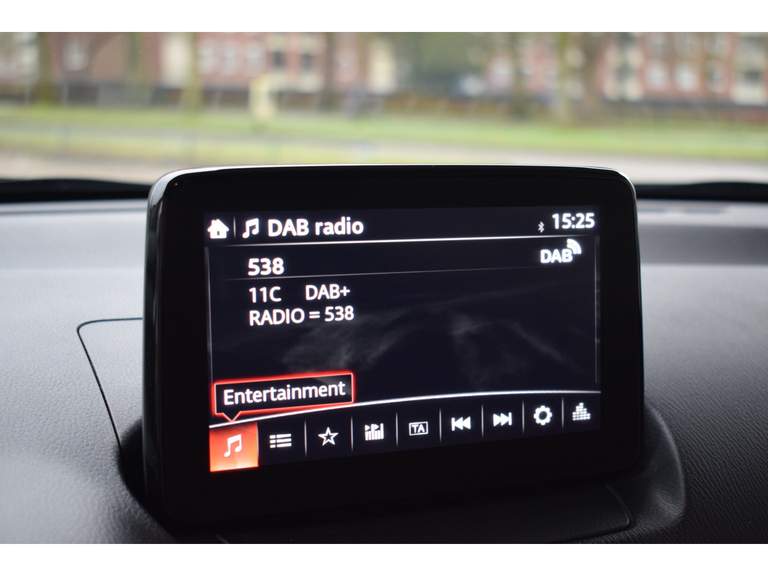 DAB radio 15:25
538 DAB
11C DAB+
RADIO = 538
Entertainment
TA